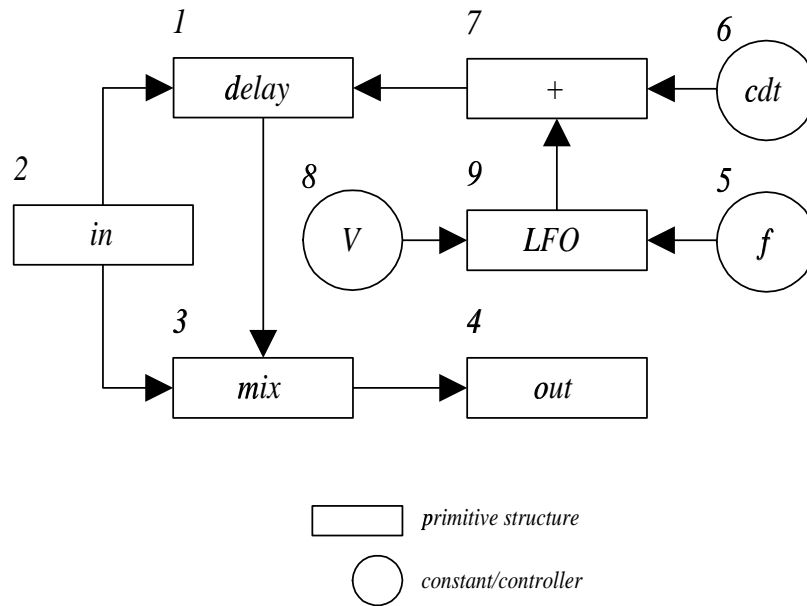 1
7
6
delay
+
cdt
2
8
9
5
in
V
LFO
f
3
4
mix
out
primitive structure
constant/controller